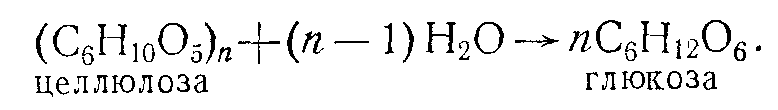 (C₆H₁₀O₅)ₙ+(n — 1) H₂O→nC₆H₁₂O₆.
целлюлоза глюкоза